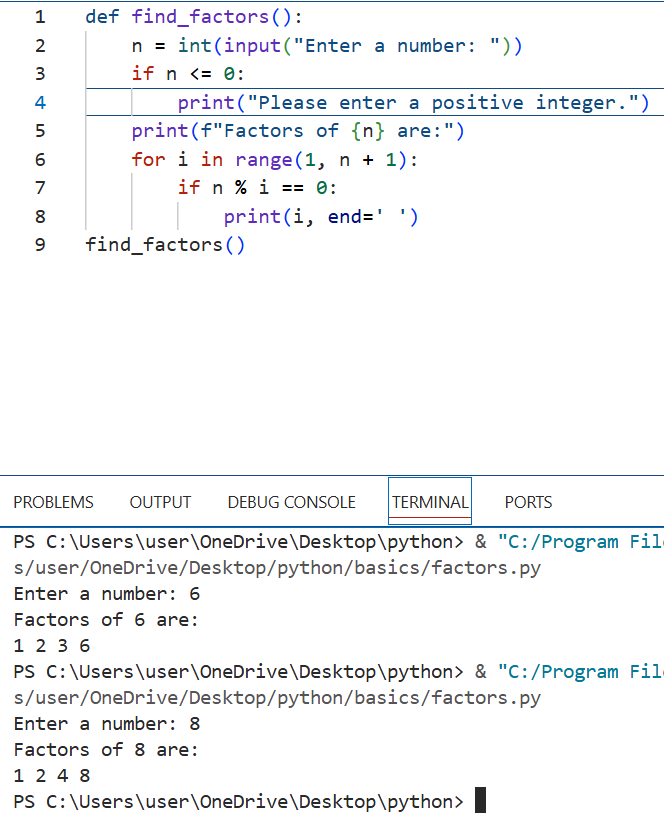 1 def find_factors():
2     n = int(input("Enter a number: "))
3     if n <= 0:
4         print("Please enter a positive integer.")
5     print(f"Factors of {n} are:")
6     for i in range(1, n + 1):
7         if n % i == 0:
8             print(i, end=' ')
9 find_factors()
PROBLEMS OUTPUT DEBUG CONSOLE TERMINAL PORTS
PS C:\Users\user\OneDrive\Desktop\python> & "C:/Program
s/user/OneDrive/Desktop/python/basics/factors.py
Enter a number: 6
Factors of 6 are:
1 2 3 6
PS C:\Users\user\OneDrive\Desktop\python> & "C:/Program
s/user/OneDrive/Desktop/python/basics/factors.py
Enter a number: 8
Factors of 8 are:
1 2 4 8
PS C:\Users\user\OneDrive\Desktop\python>